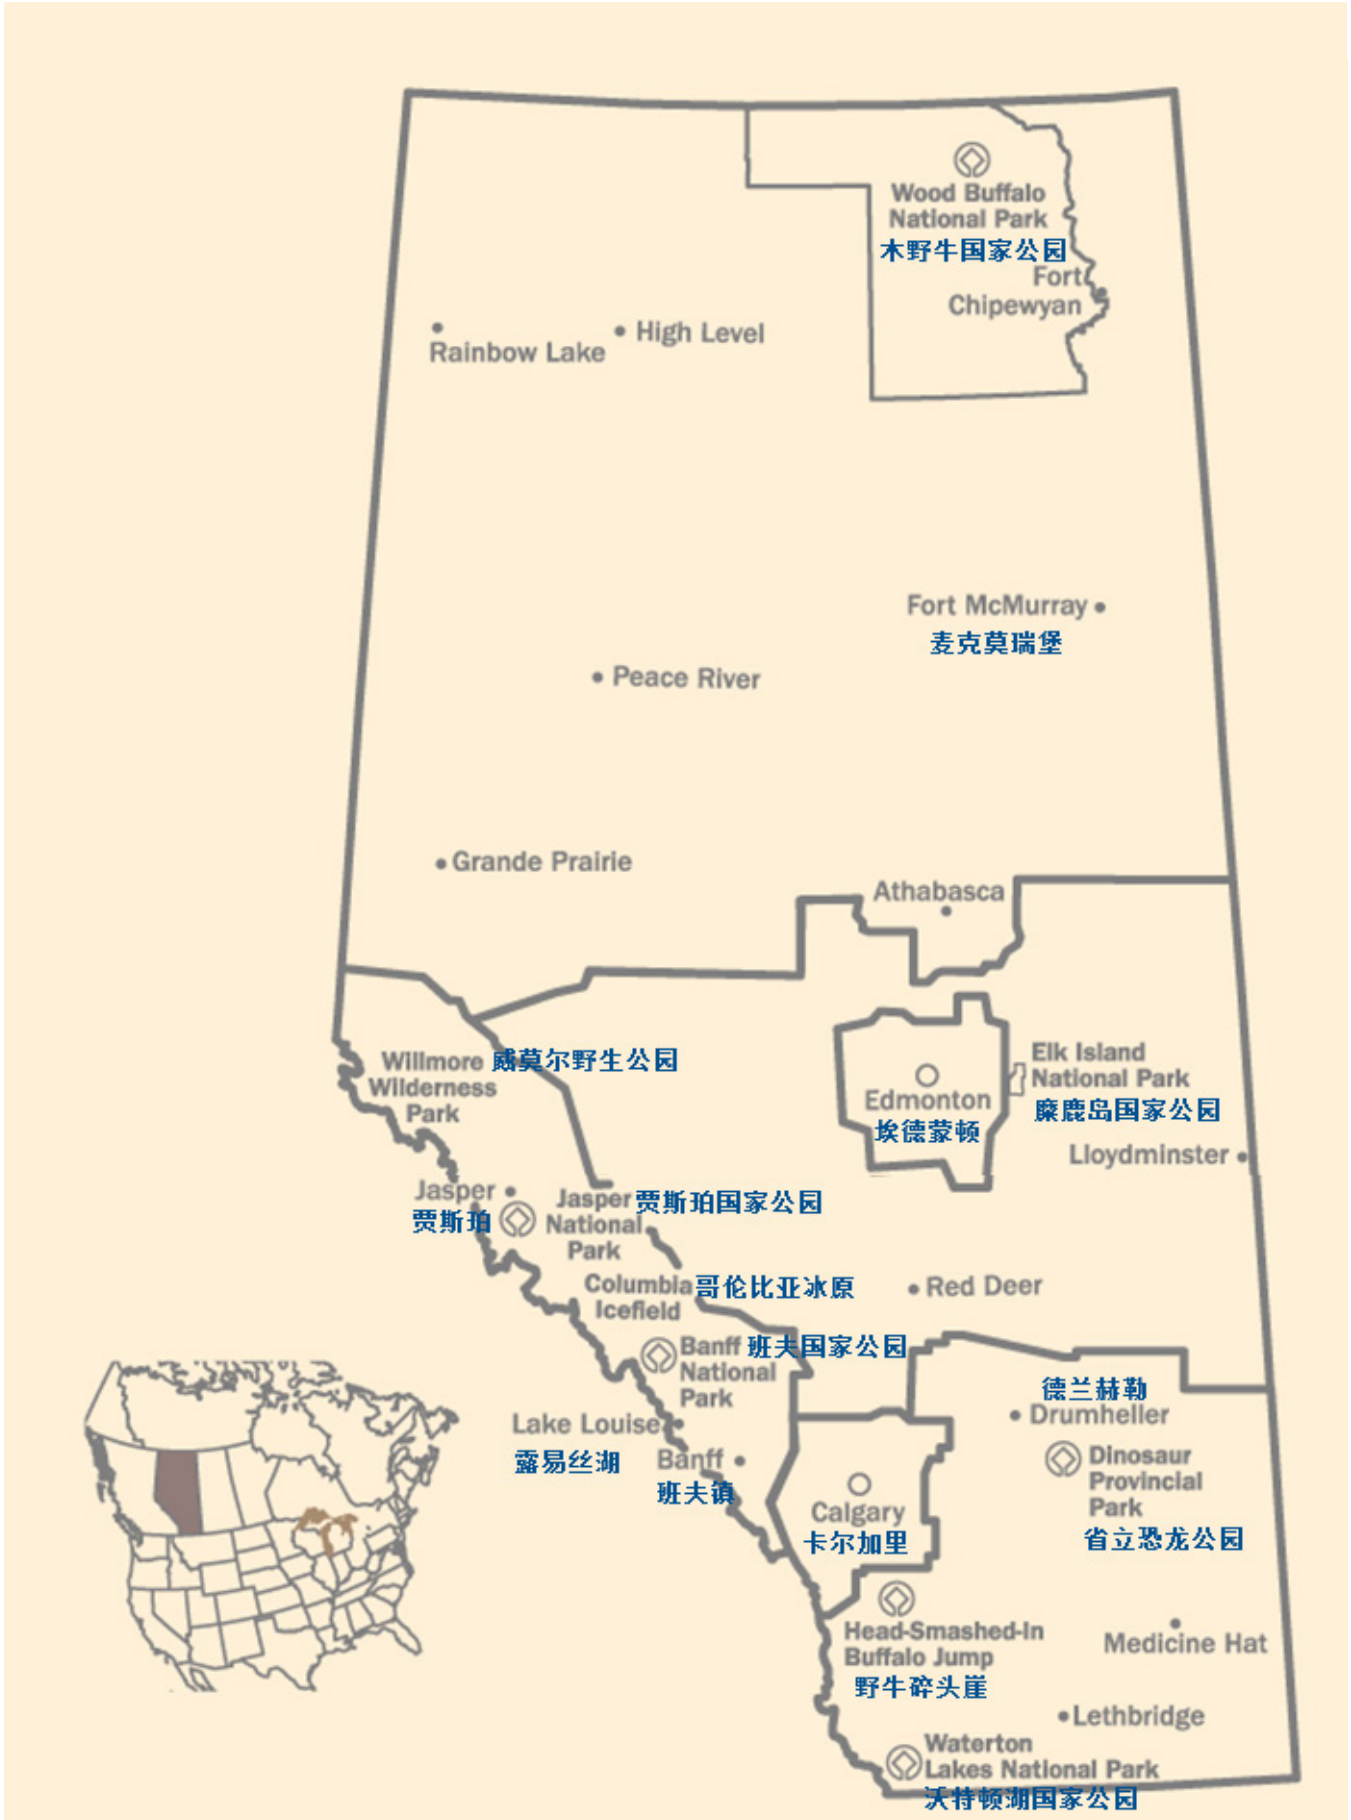 Wood Buffalo
National Park
木野牛国家公园
Fort
Chipewyan
Rainbow Lake
High Level
Fort McMurray
麦克莫瑞堡
Peace River
Grande Prairie
Athabasca
Willmore 威莫尔野生公园
Wilderness
Park
Edmonton
埃德蒙顿
Elk Island
National Park
糜鹿岛国家公园
Lloydminster
Jasper
贾斯珀
Jasper 贾斯珀国家公园
National
Park
Columbia 哥伦比亚冰原
Icefield
Red Deer
Banff 班夫国家公园
National
Park
德兰赫勒
Drumheller
Lake Louise
露易丝湖
Banff
班夫镇
Calgary
卡尔加里
Dinosaur
Provincial
Park
省立恐龙公园
Head-Smashed-In
Buffalo Jump
野牛碎头崖
Medicine Hat
Lethbridge
Waterton
Lakes National Park
沃特顿湖国家公园